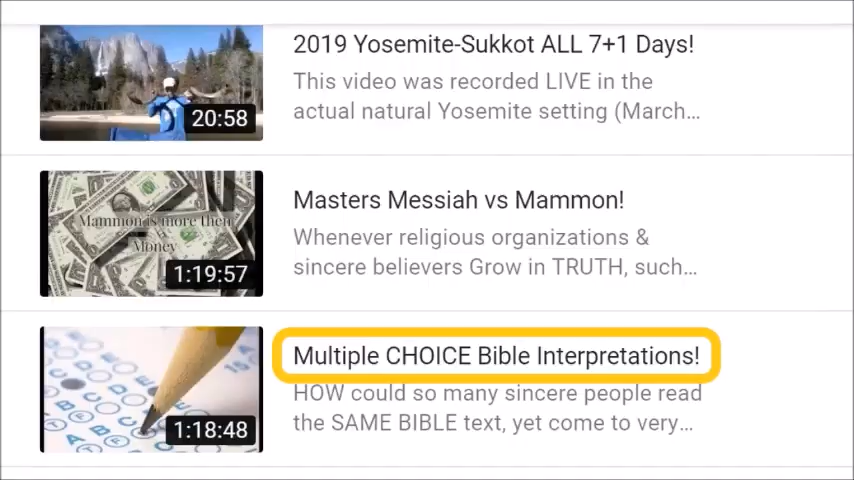 2019 Yosemite-Sukkot ALL 7+1 Days!
This video was recorded LIVE in the
actual natural Yosemite setting (March...
20:58
Masters Messiah vs Mammon!
Whenever religious organizations &
sincere believers Grow in TRUTH, such...
Mammon is more then
Money
1:19:57
Multiple CHOICE Bible Interpretations!
HOW could so many sincere people read
the SAME BIBLE text, yet come to very...
1:18:48